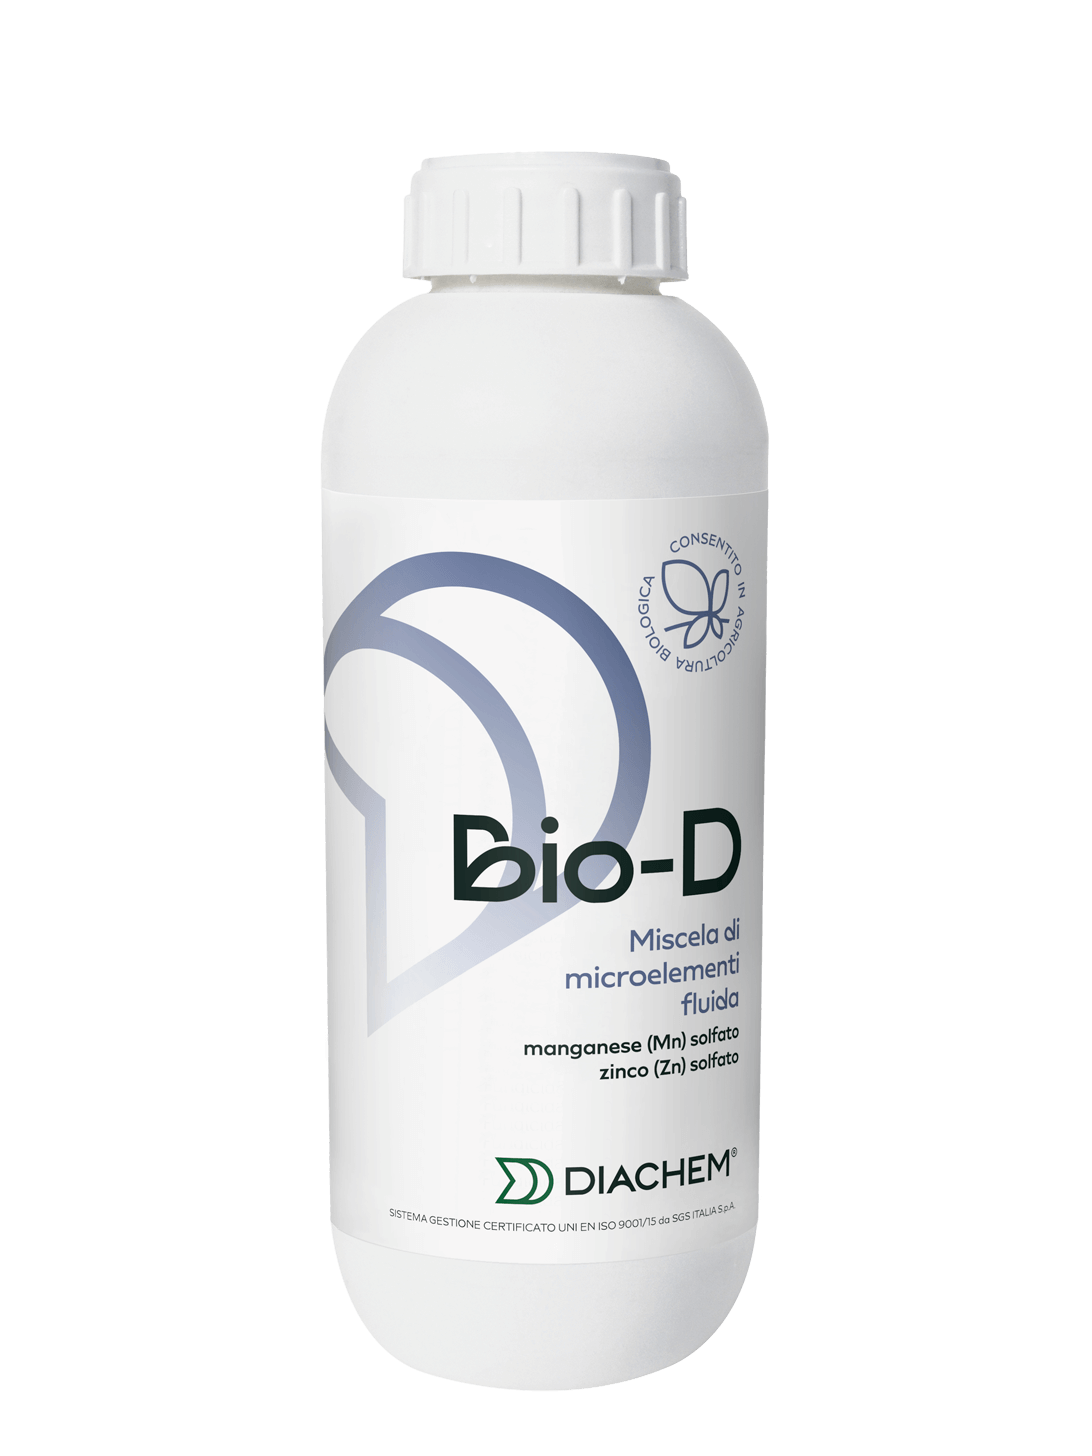 CONSENTITO IN AGRICOLTURA BIOLOGICA
Bio-D
Miscela di
microelementi
fluida
manganese (Mn) solfato
zinco (Zn) solfato
DIACHEM®
SISTEMA GESTIONE CERTIFICATO UNI EN ISO 9001/15 da SGS ITALIA S.p.A.